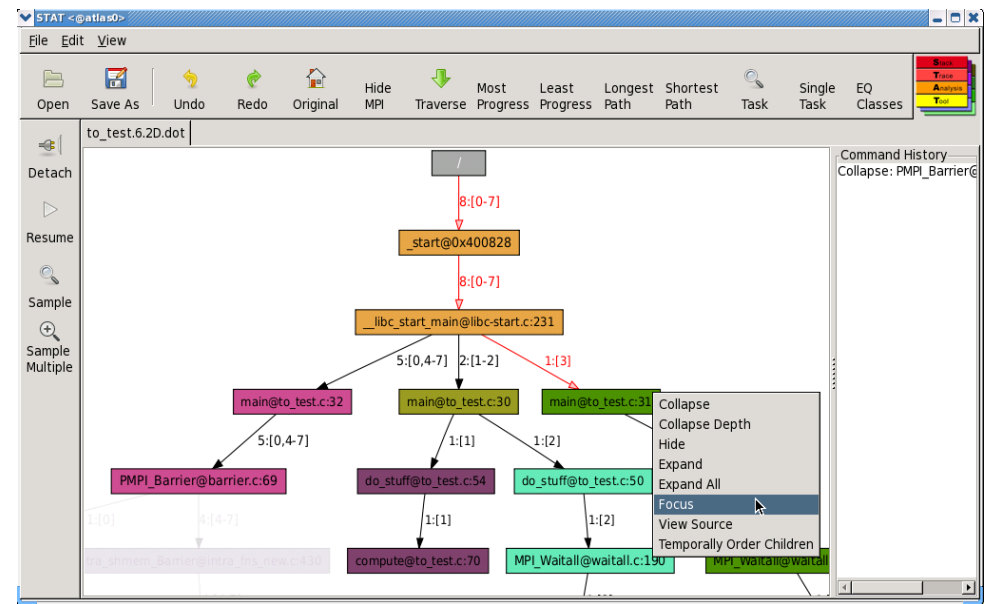 STAT <@atlas0>
File Edit View
Open Save As Undo Redo Original Hide MPI Traverse Most Progress Least Progress Longest Path Shortest Path Task Single Task EQ Classes
Stack
Trace
Analysis
Tool
to_test.6.2D.dot
Detach
Resume
Sample
Sample
Multiple
/
8:[0-7]
_start@0x400828
8:[0-7]
__libc_start_main@libc-start.c:231
5:[0,4-7] 2:[1-2] 1:[3]
main@to_test.c:32 main@to_test.c:30 main@to_test.c:31
5:[0,4-7] 1:[1] 1:[2]
PMPI_Barrier@barrier.c:69 do_stuff@to_test.c:54 do_stuff@to_test.c:50
1:[0] 4:[4-7] 1:[1] 1:[2]
compute@to_test.c:70 MPI_Waitall@waitall.c:190 MPI_Waitall@waitall
Collapse
Collapse Depth
Hide
Expand
Expand All
Focus
View Source
Temporally Order Children
Command History
Collapse: PMPI_Barrier@